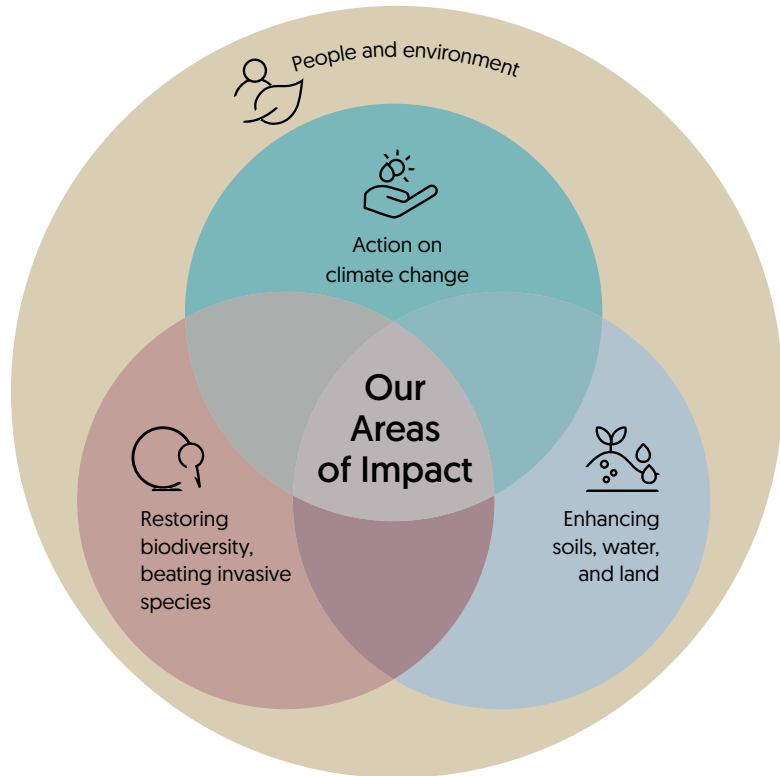 People and environment
Action on
climate change
Our
Areas
of Impact
Restoring
biodiversity,
beating invasive
species
Enhancing
soils, water,
and land